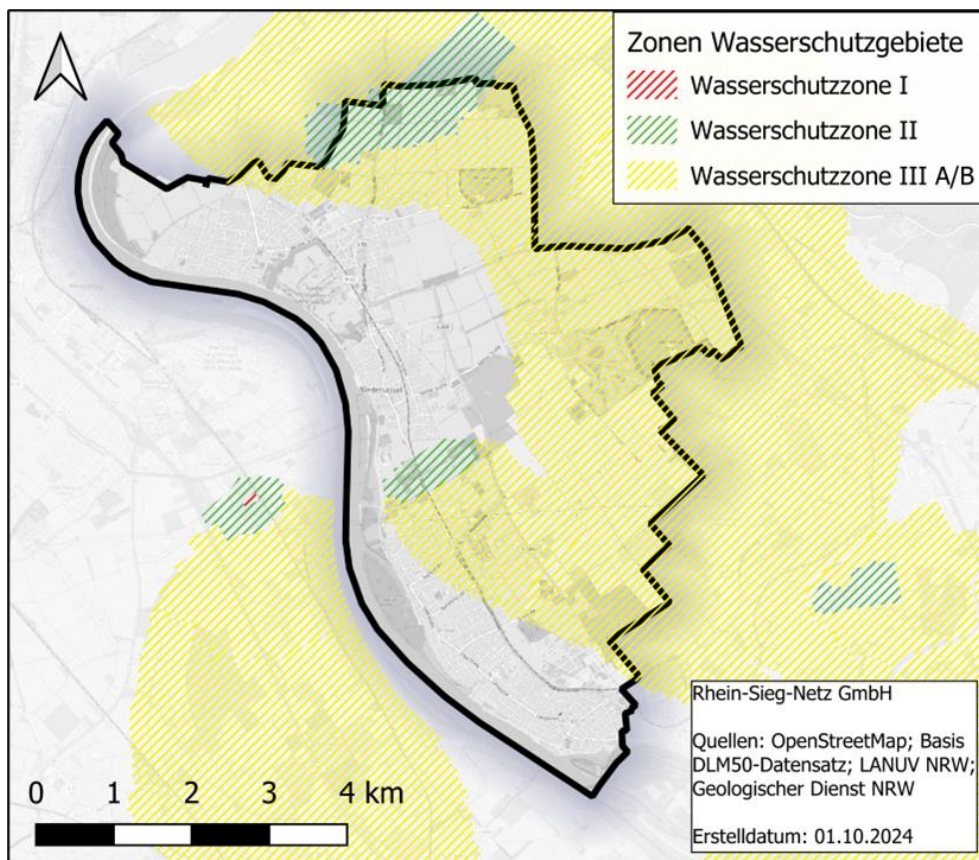 Zonen Wasserschutzgebiete
Wasserschutzzone I
Wasserschutzzone II
Wasserschutzzone III A/B
0 1 2 3 4 km
Rhein-Sieg-Netz GmbH
Quellen: OpenStreetMap; Basis
DLM50-Datensatz; LANUV NRW;
Geologischer Dienst NRW
Erstelldatum: 01.10.2024